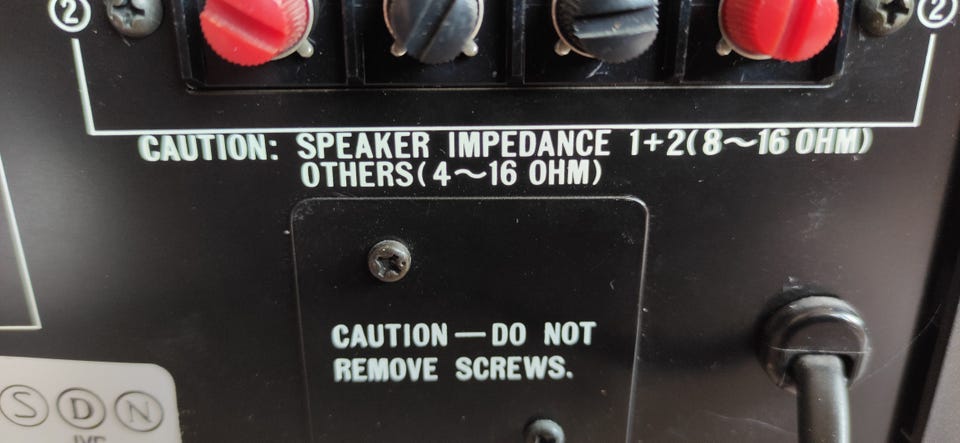 ② ②
CAUTION: SPEAKER IMPEDANCE 1+2(8~16 OHM)
OTHERS(4~16 OHM)
CAUTION — DO NOT
REMOVE SCREWS.
S D N